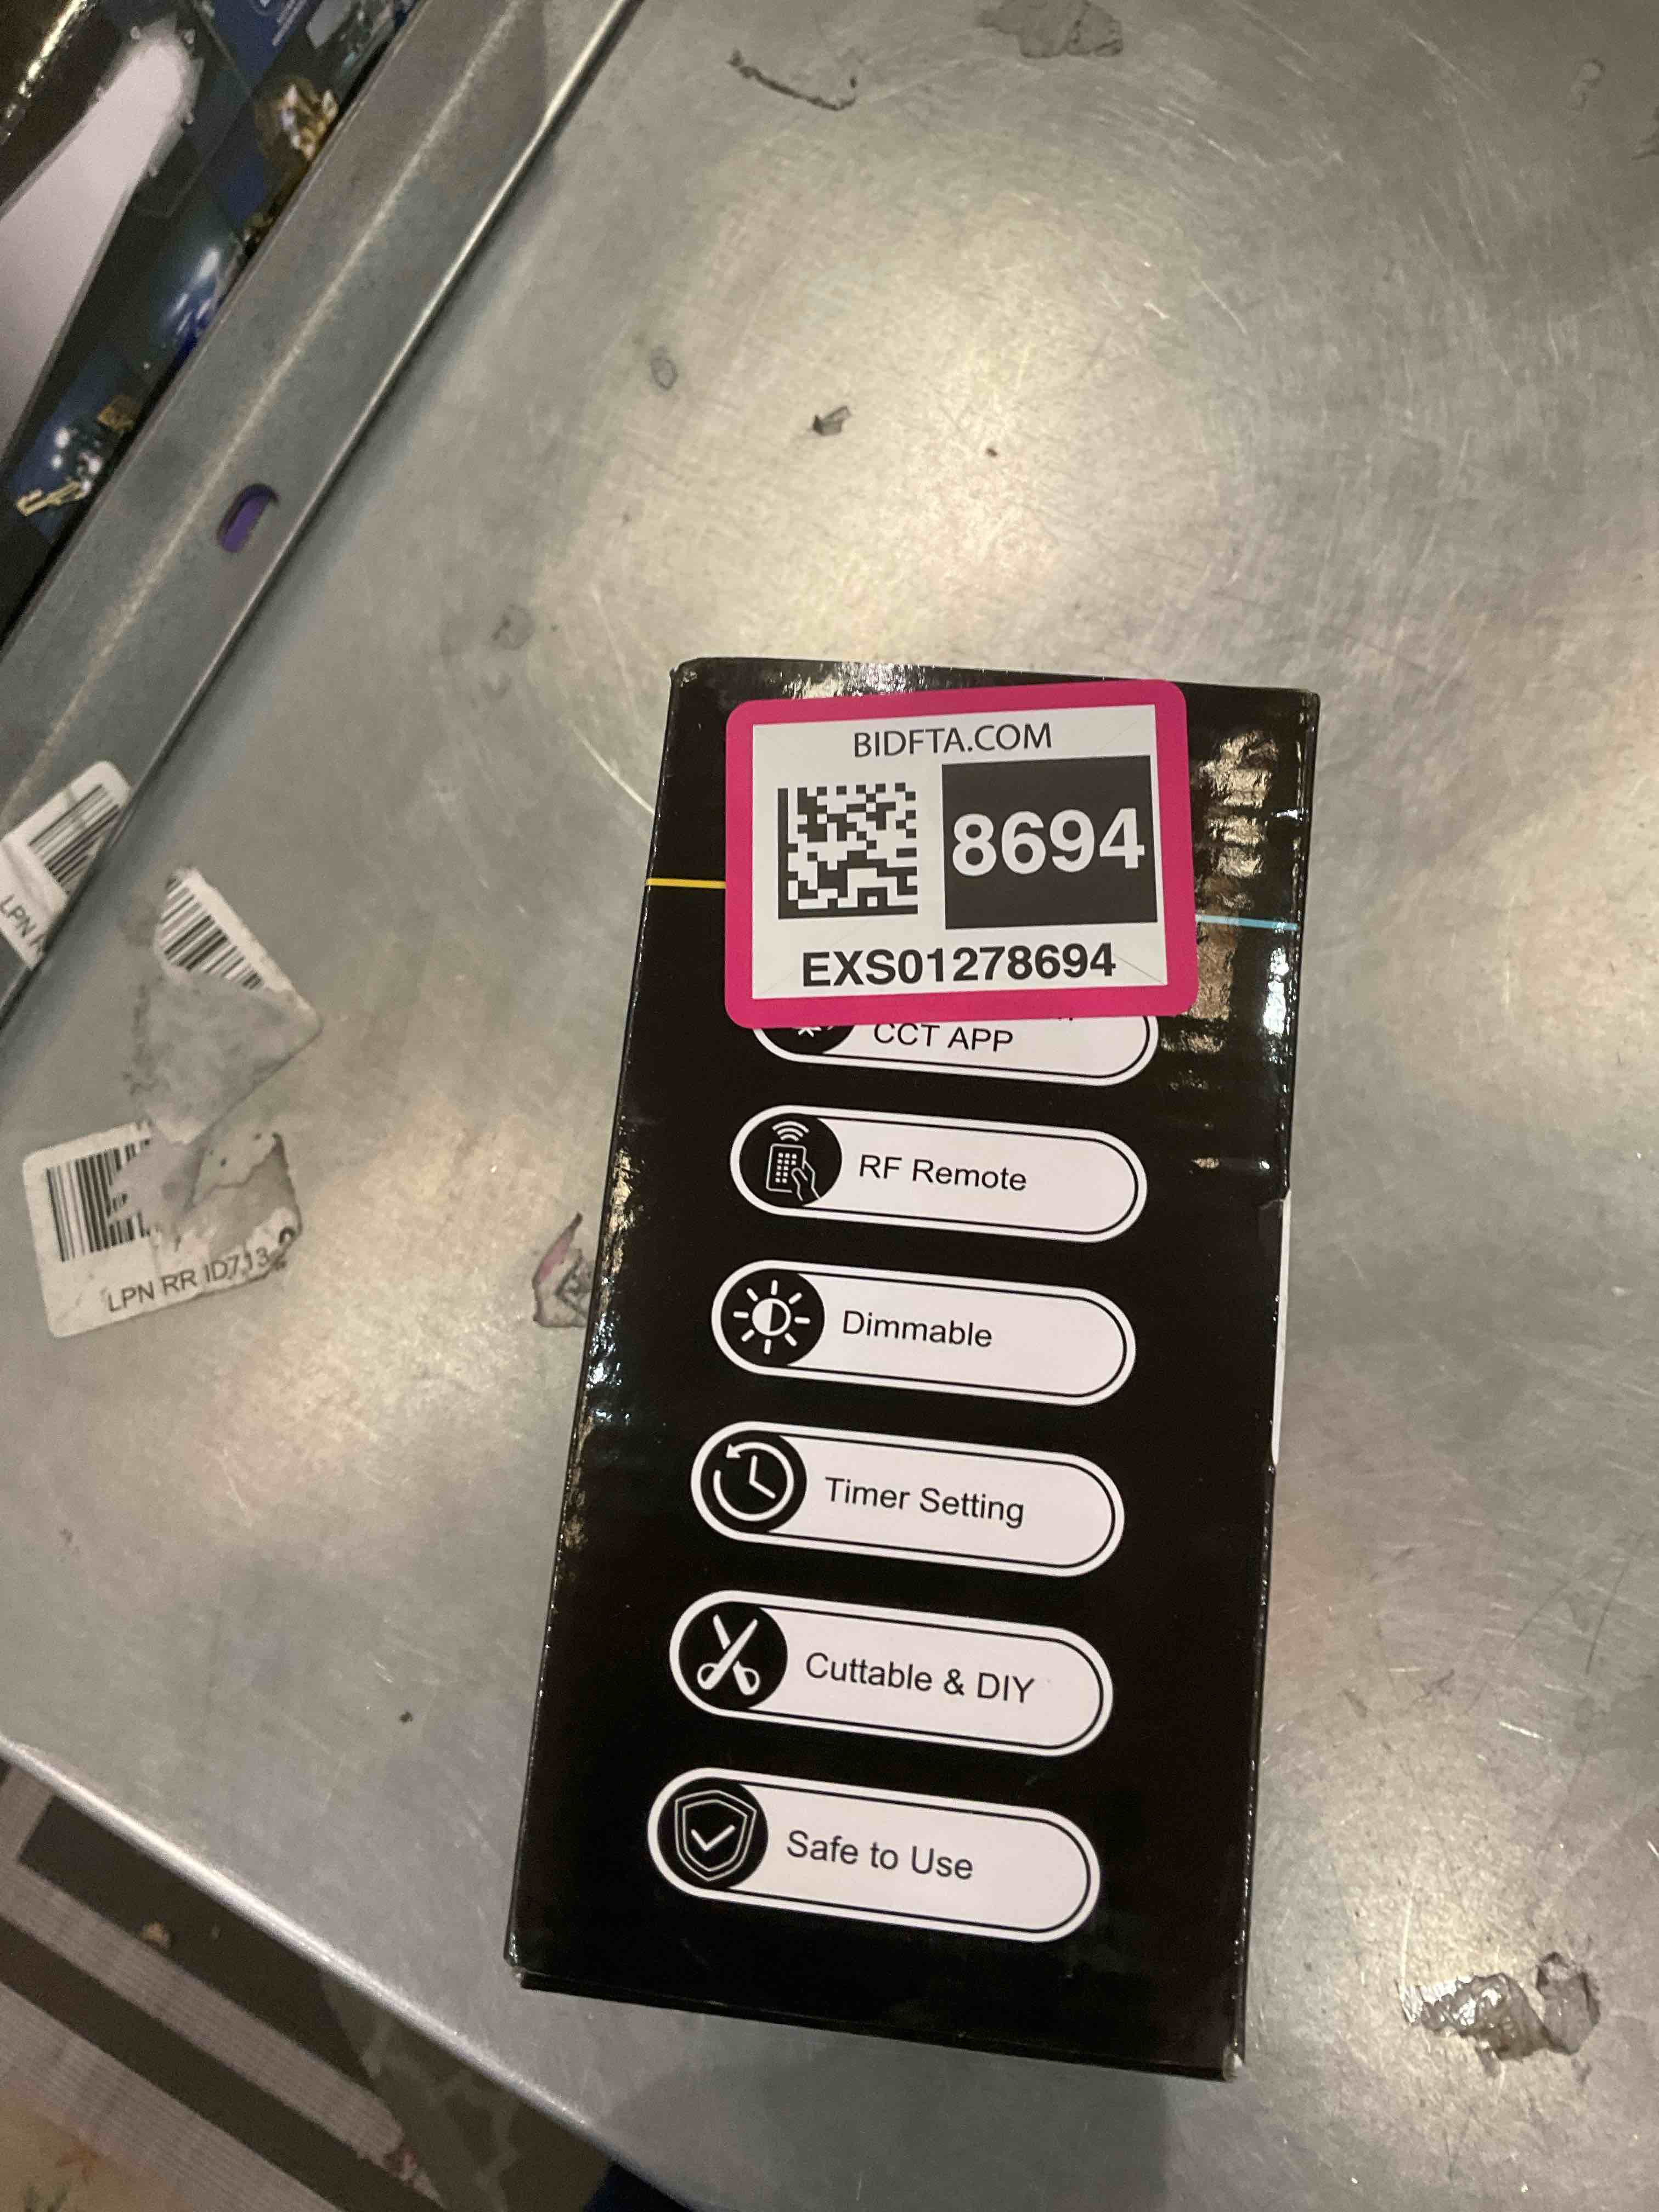 BIDFTA.COM
8694
EXS01278694
CCT APP
RF Remote
Dimmable
Timer Setting
Cuttable & DIY
Safe to Use
LPN
LPN RR ID713